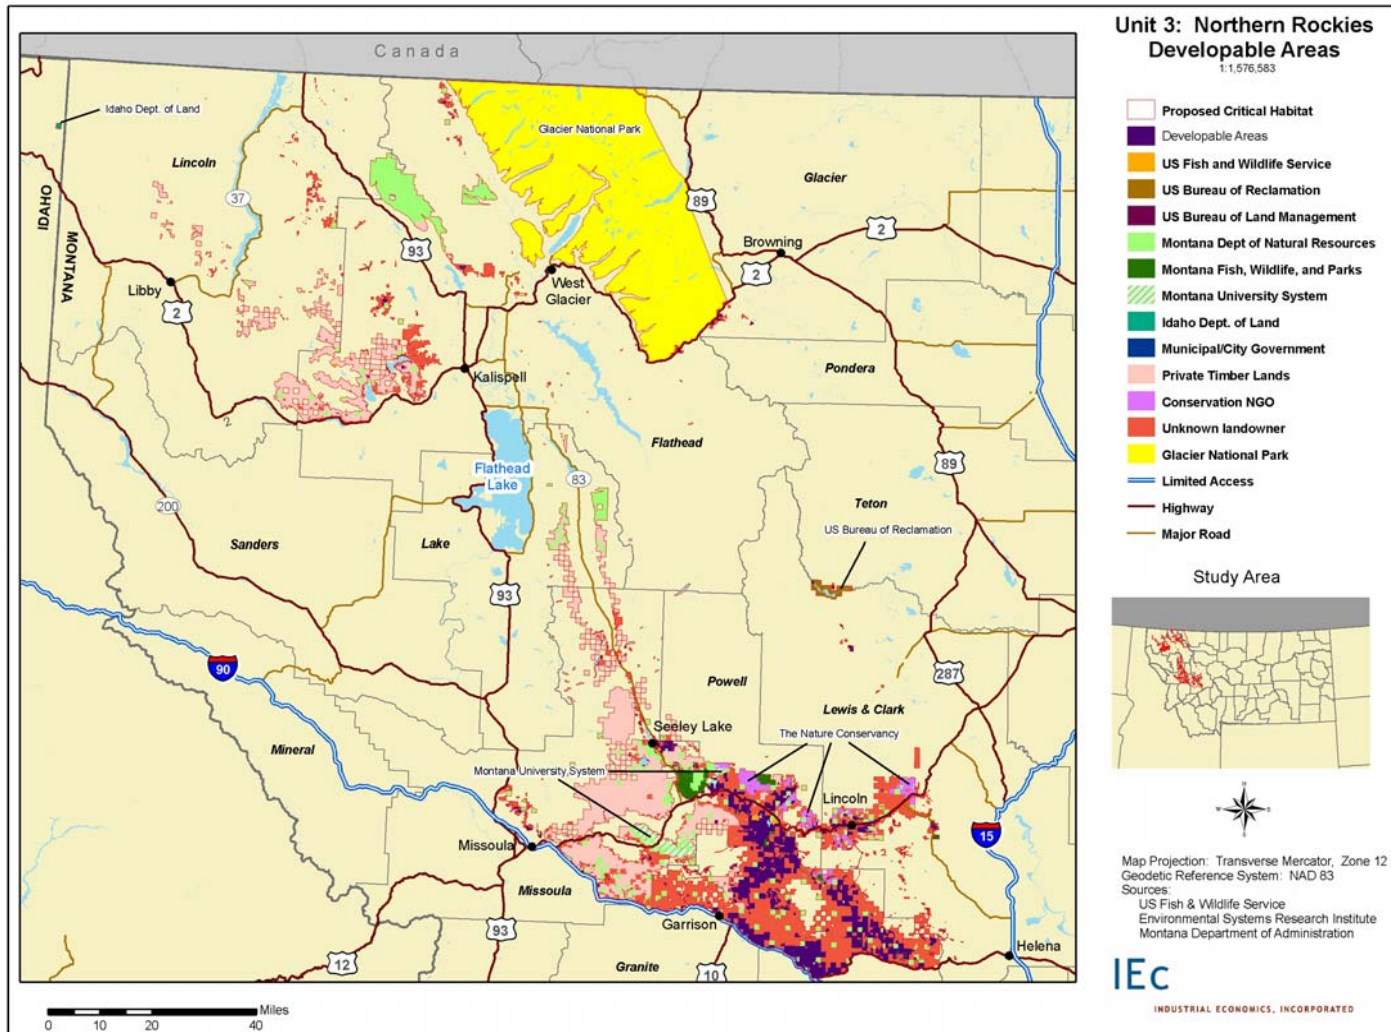 Unit 3: Northern Rockies
Developable Areas
1:1,576,583
Proposed Critical Habitat
Developable Areas
US Fish and Wildlife Service
US Bureau of Reclamation
US Bureau of Land Management
Montana Dept of Natural Resources
Montana Fish, Wildlife, and Parks
Montana University System
Idaho Dept. of Land
Municipal/City Government
Private Timber Lands
Conservation NGO
Unknown landowner
Glacier National Park
Limited Access
Highway
Major Road
Study Area
N
W E
S
Map Projection: Transverse Mercator, Zone 12
Geodetic Reference System: NAD 83
Sources:
US Fish & Wildlife Service
Environmental Systems Research Institute
Montana Department of Administration
IEc
INDUSTRIAL ECONOMICS, INCORPORATED
Canada
Idaho Dept. of Land
Glacier National Park
Lincoln
Glacier
37
89
IDAHO
MONTANA
93
Browning
2
2
Libby
2
West
Glacier
Kalispell
Pondera
2
Flathead
Flathead
Lake
83
89
200
Teton
US Bureau of Reclamation
Sanders
Lake
93
90
287
Powell
Lewis & Clark
Mineral
Seeley Lake
The Nature Conservancy
Montana University System
Lincoln
15
Missoula
Missoula
Garrison
93
Helena
12
Granite
10
Miles
0 10 20 40